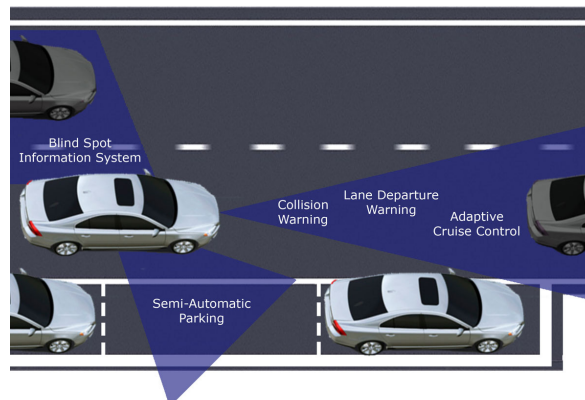 Blind Spot
Information System
Collision
Warning
Lane Departure
Warning
Adaptive
Cruise Control
Semi-Automatic
Parking